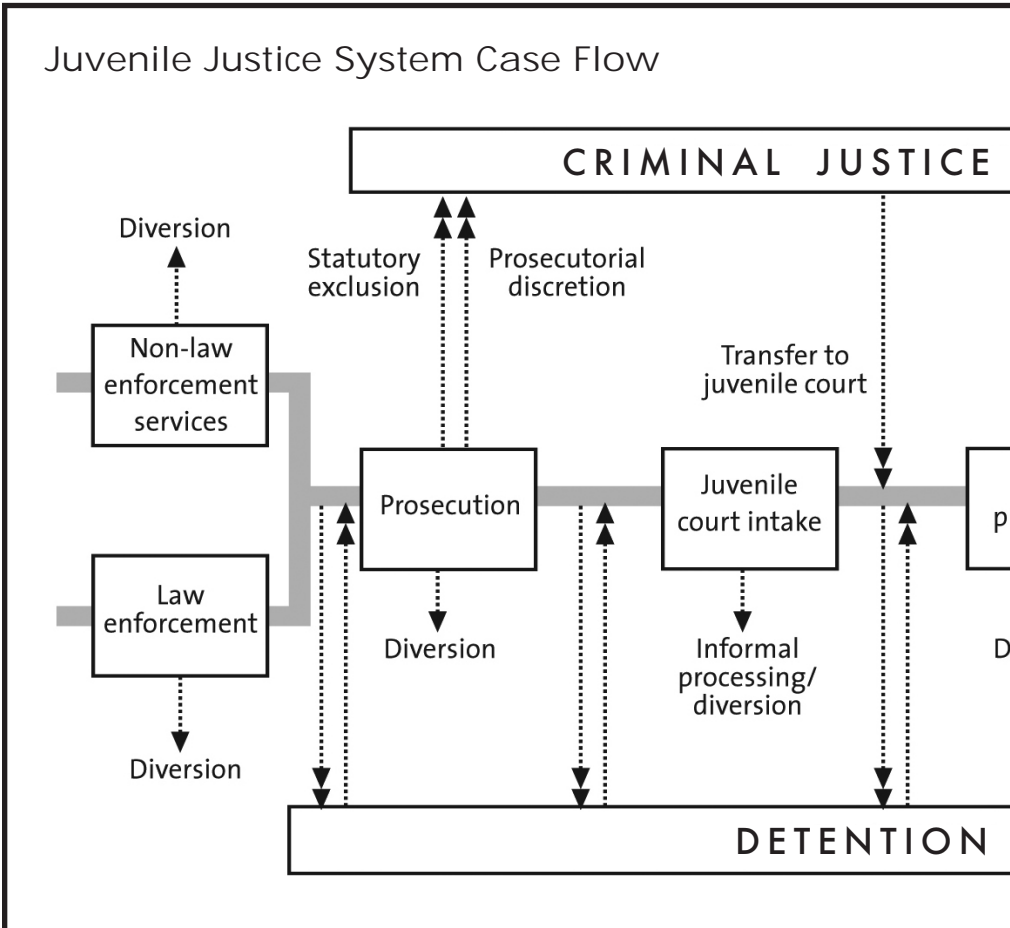 Juvenile Justice System Case Flow
CRIMINAL JUSTICE
Diversion
Statutory
exclusion
Prosecutorial
discretion
Non-law
enforcement
services
Transfer to
juvenile court
Prosecution
Juvenile
court intake
p
Law
enforcement
Diversion
Informal
processing/
diversion
D
Diversion
DETENTION